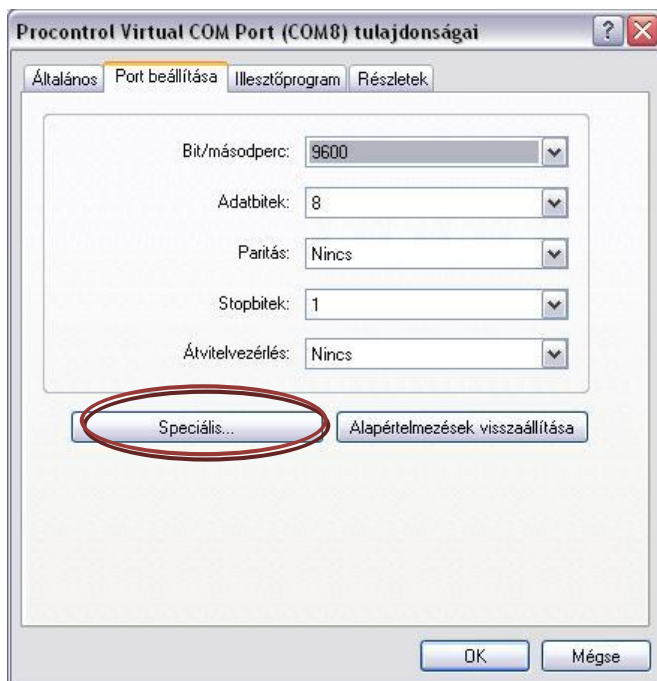 Procontrol Virtual COM Port (COM8) tulajdonságai
Általános Port beállítása Illesztőprogram Részletek
Bit/másodperc: 9600
Adatbitek: 8
Paritás: Nincs
Stopbitek: 1
Átvitelvezérlés: Nincs
Speciális... Alapértelmezések visszaállítása
OK Mégse